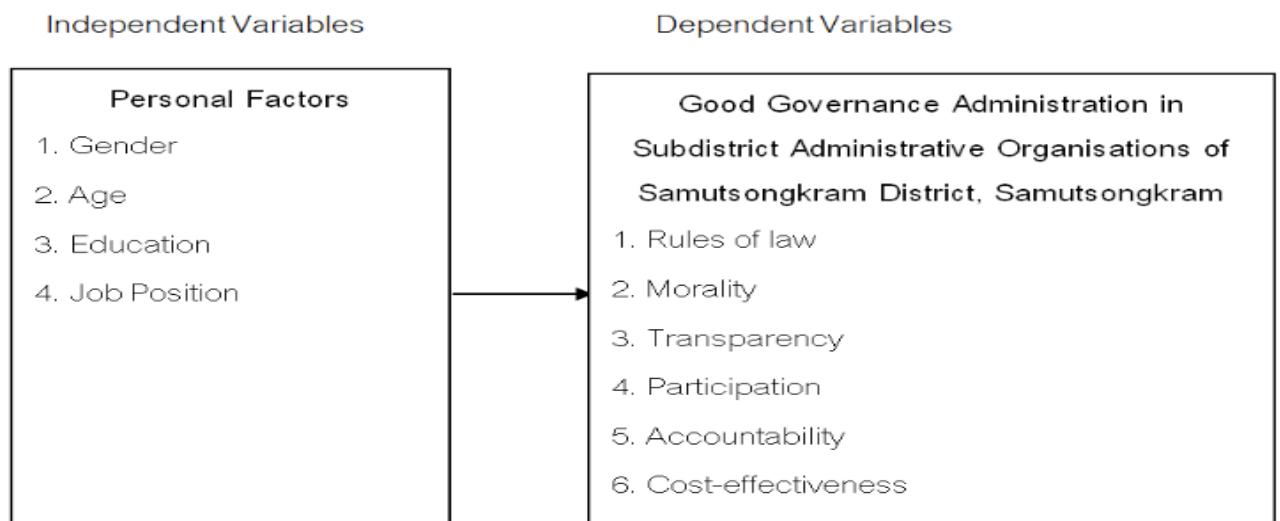 Independent Variables
Dependent Variables
Personal Factors
1. Gender
2. Age
3. Education
4. Job Position
Good Governance Administration in
Subdistrict Administrative Organisations of
Samutsongkram District, Samutsongkram
1. Rules of law
2. Morality
3. Transparency
4. Participation
5. Accountability
6. Cost-effectiveness